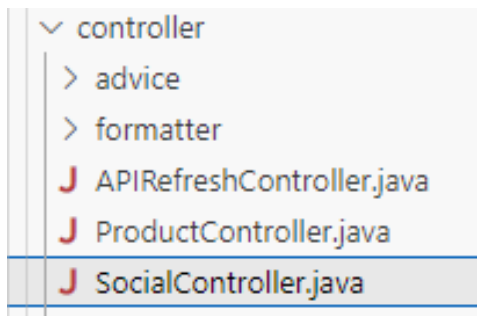 controller
advice
formatter
J APIRefreshController.java
J ProductController.java
J SocialController.java